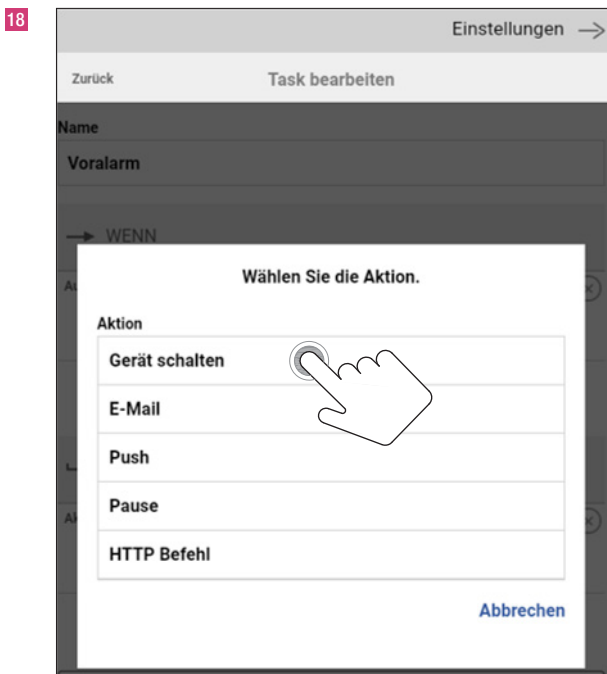 18
Einstellungen
Zurück Task bearbeiten
Name
Voralarm
WENN
Wählen Sie die Aktion.
Aktion
Gerät schalten
E-Mail
Push
Pause
HTTP Befehl
Abbrechen